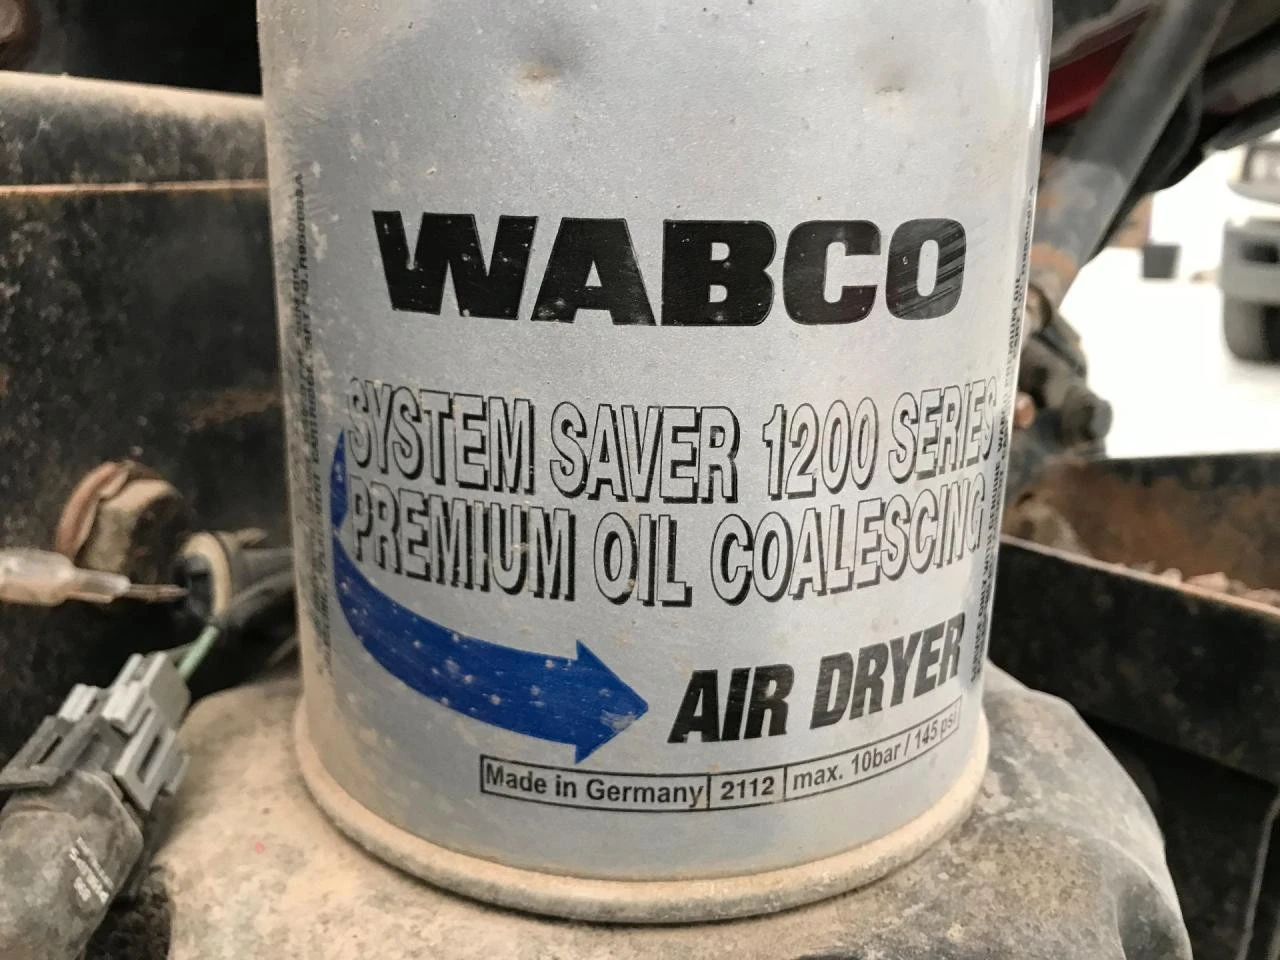 WABCO
SYSTEM SAVER 1200 SERIES
PREMIUM OIL COALESCING
AIR DRYER
Made in Germany 2112 max. 10bar / 145 psi